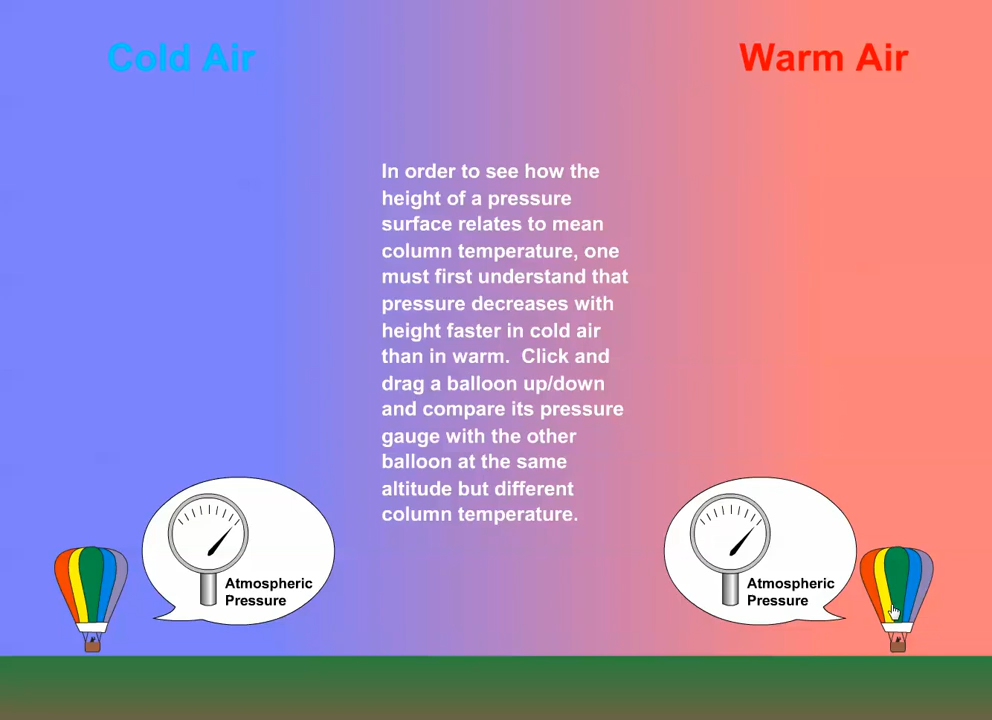 Cold Air
Warm Air
In order to see how the
height of a pressure
surface relates to mean
column temperature, one
must first understand that
pressure decreases with
height faster in cold air
than in warm.  Click and
drag a balloon up/down
and compare its pressure
gauge with the other
balloon at the same
altitude but different
column temperature.
Atmospheric
Pressure
Atmospheric
Pressure